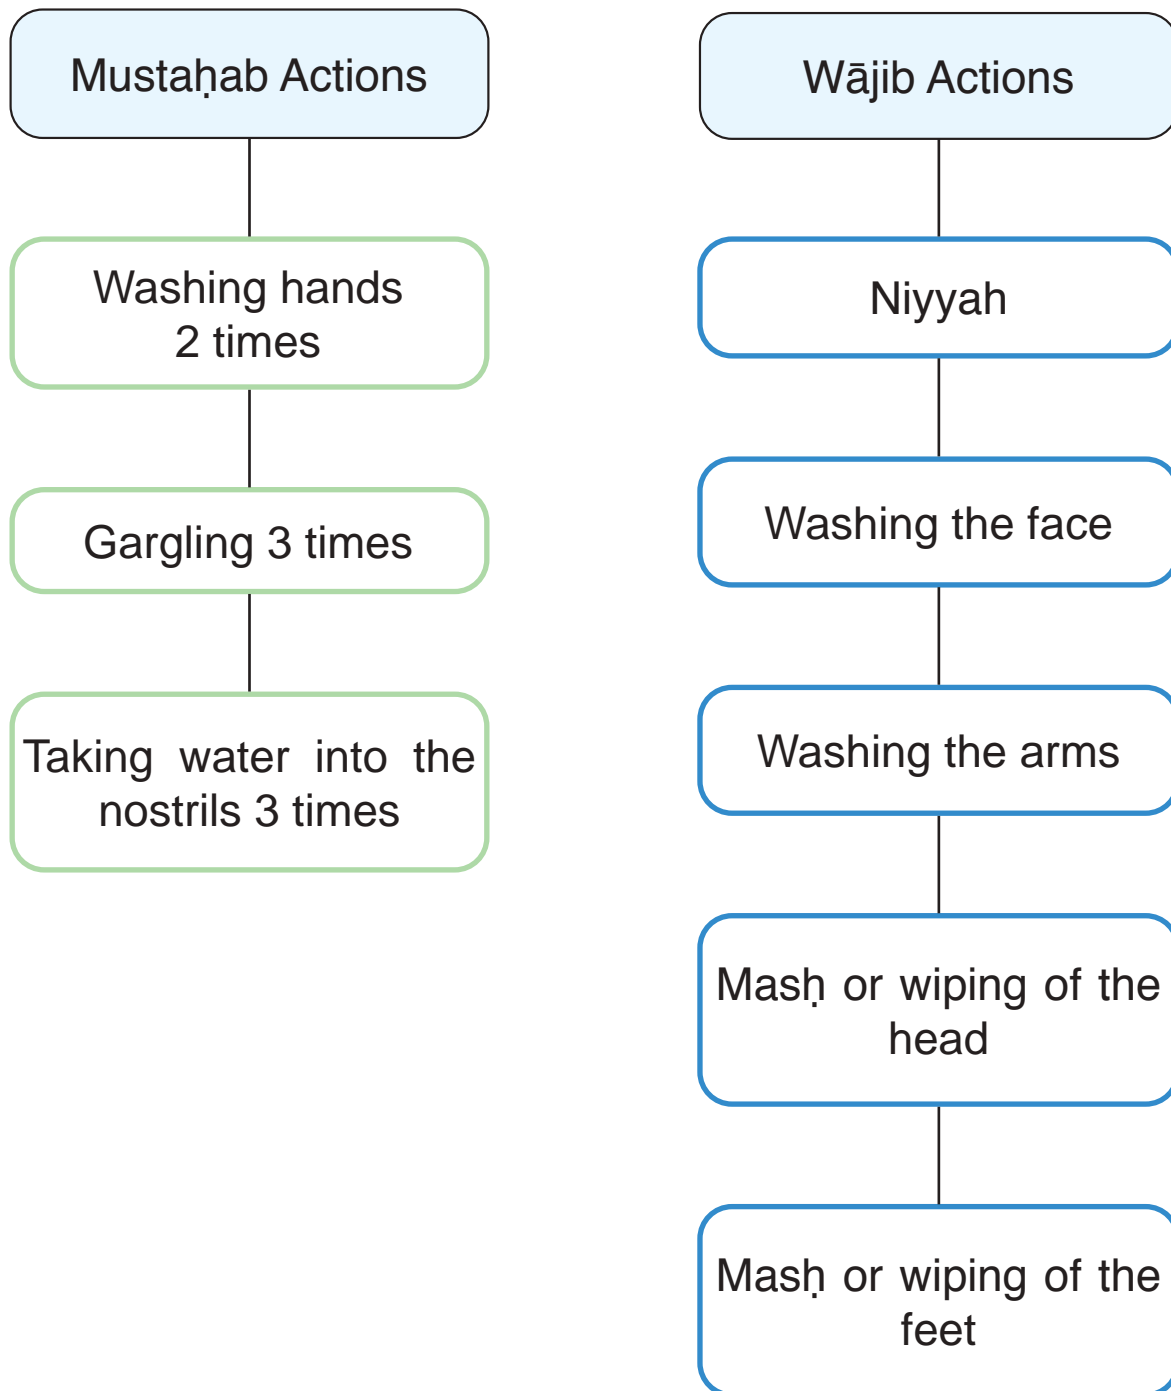 Mustaḥab Actions
Washing hands
2 times
Gargling 3 times
Taking water into the
nostrils 3 times
Wājib Actions
Niyyah
Washing the face
Washing the arms
Masḥ or wiping of the
head
Masḥ or wiping of the
feet